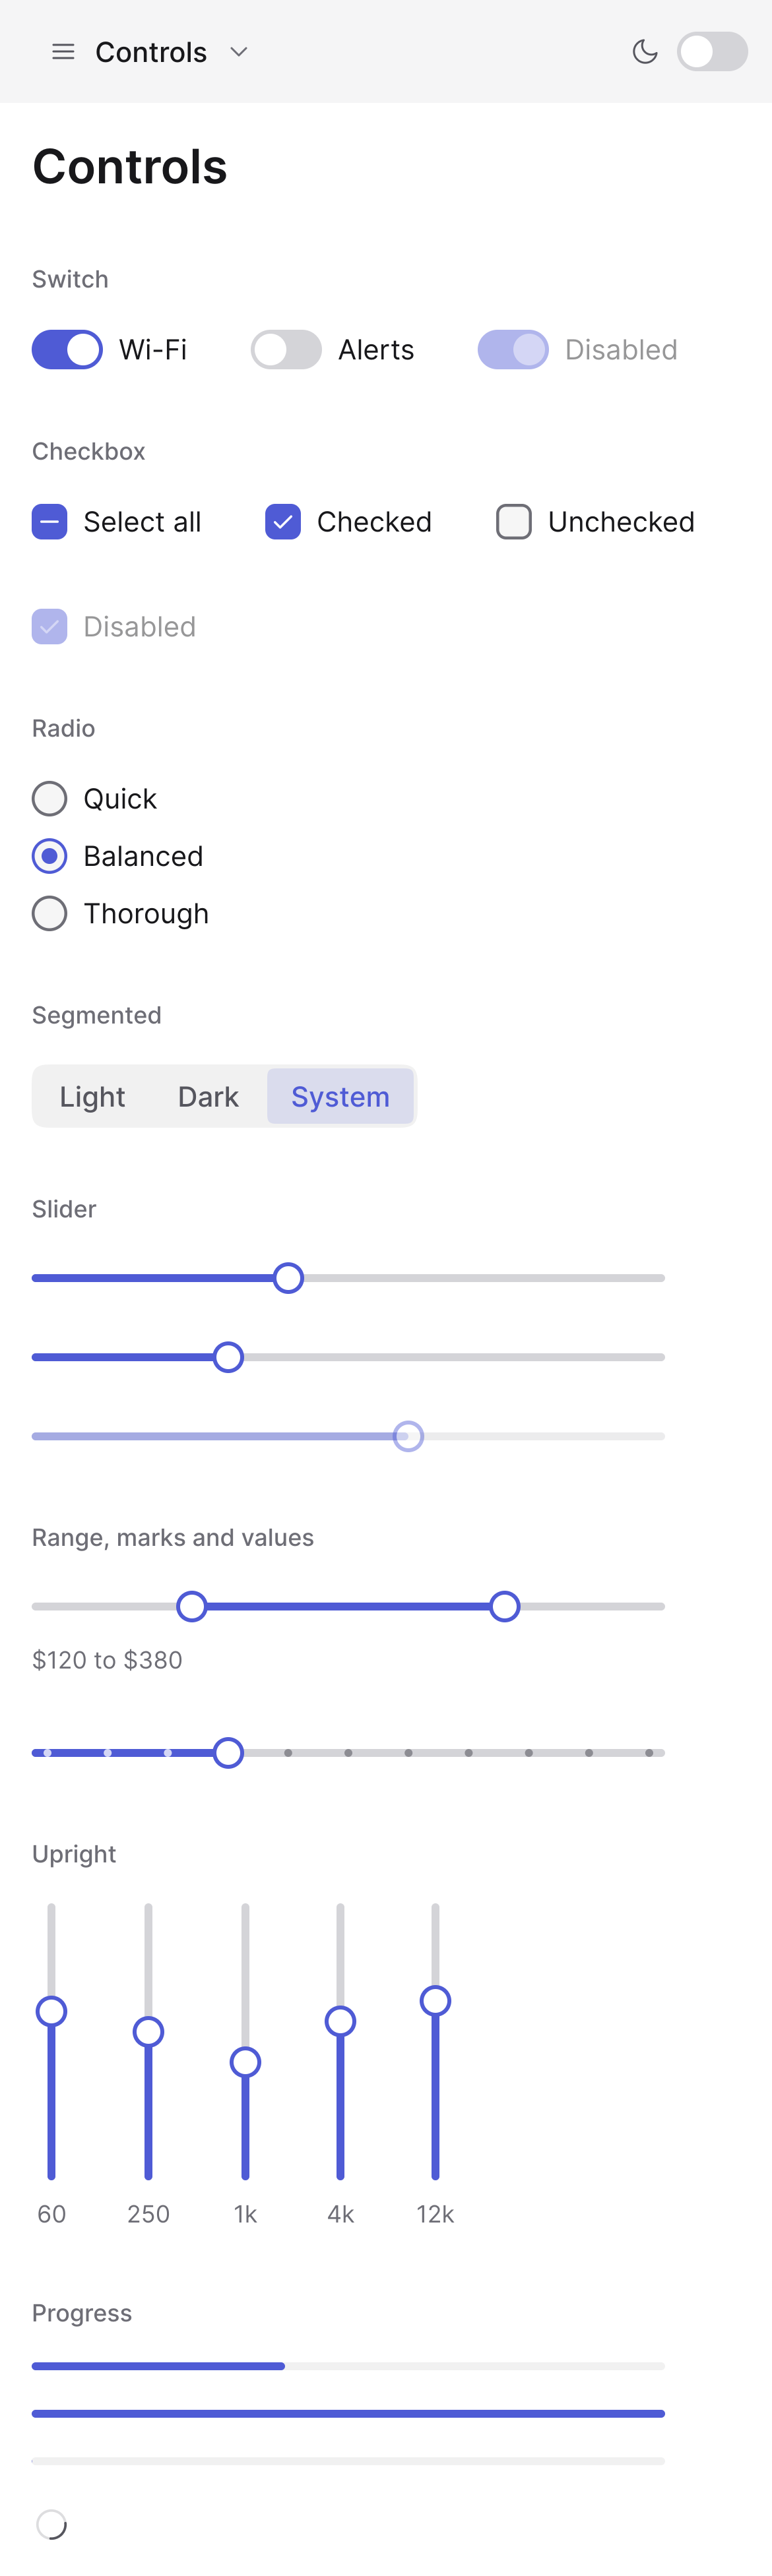 Controls
Controls
Switch
Wi-Fi Alerts Disabled
Checkbox
Select all Checked Unchecked
Disabled
Radio
Quick
Balanced
Thorough
Segmented
Light Dark System
Slider
Range, marks and values
$120 to $380
Upright
60 250 1k 4k 12k
Progress